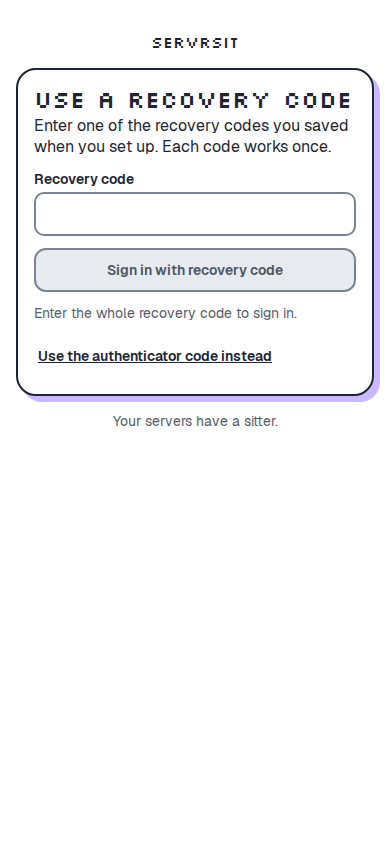 SERVRSIT
USE A RECOVERY CODE
Enter one of the recovery codes you saved
when you set up. Each code works once.
Recovery code
Sign in with recovery code
Enter the whole recovery code to sign in.
Use the authenticator code instead
Your servers have a sitter.